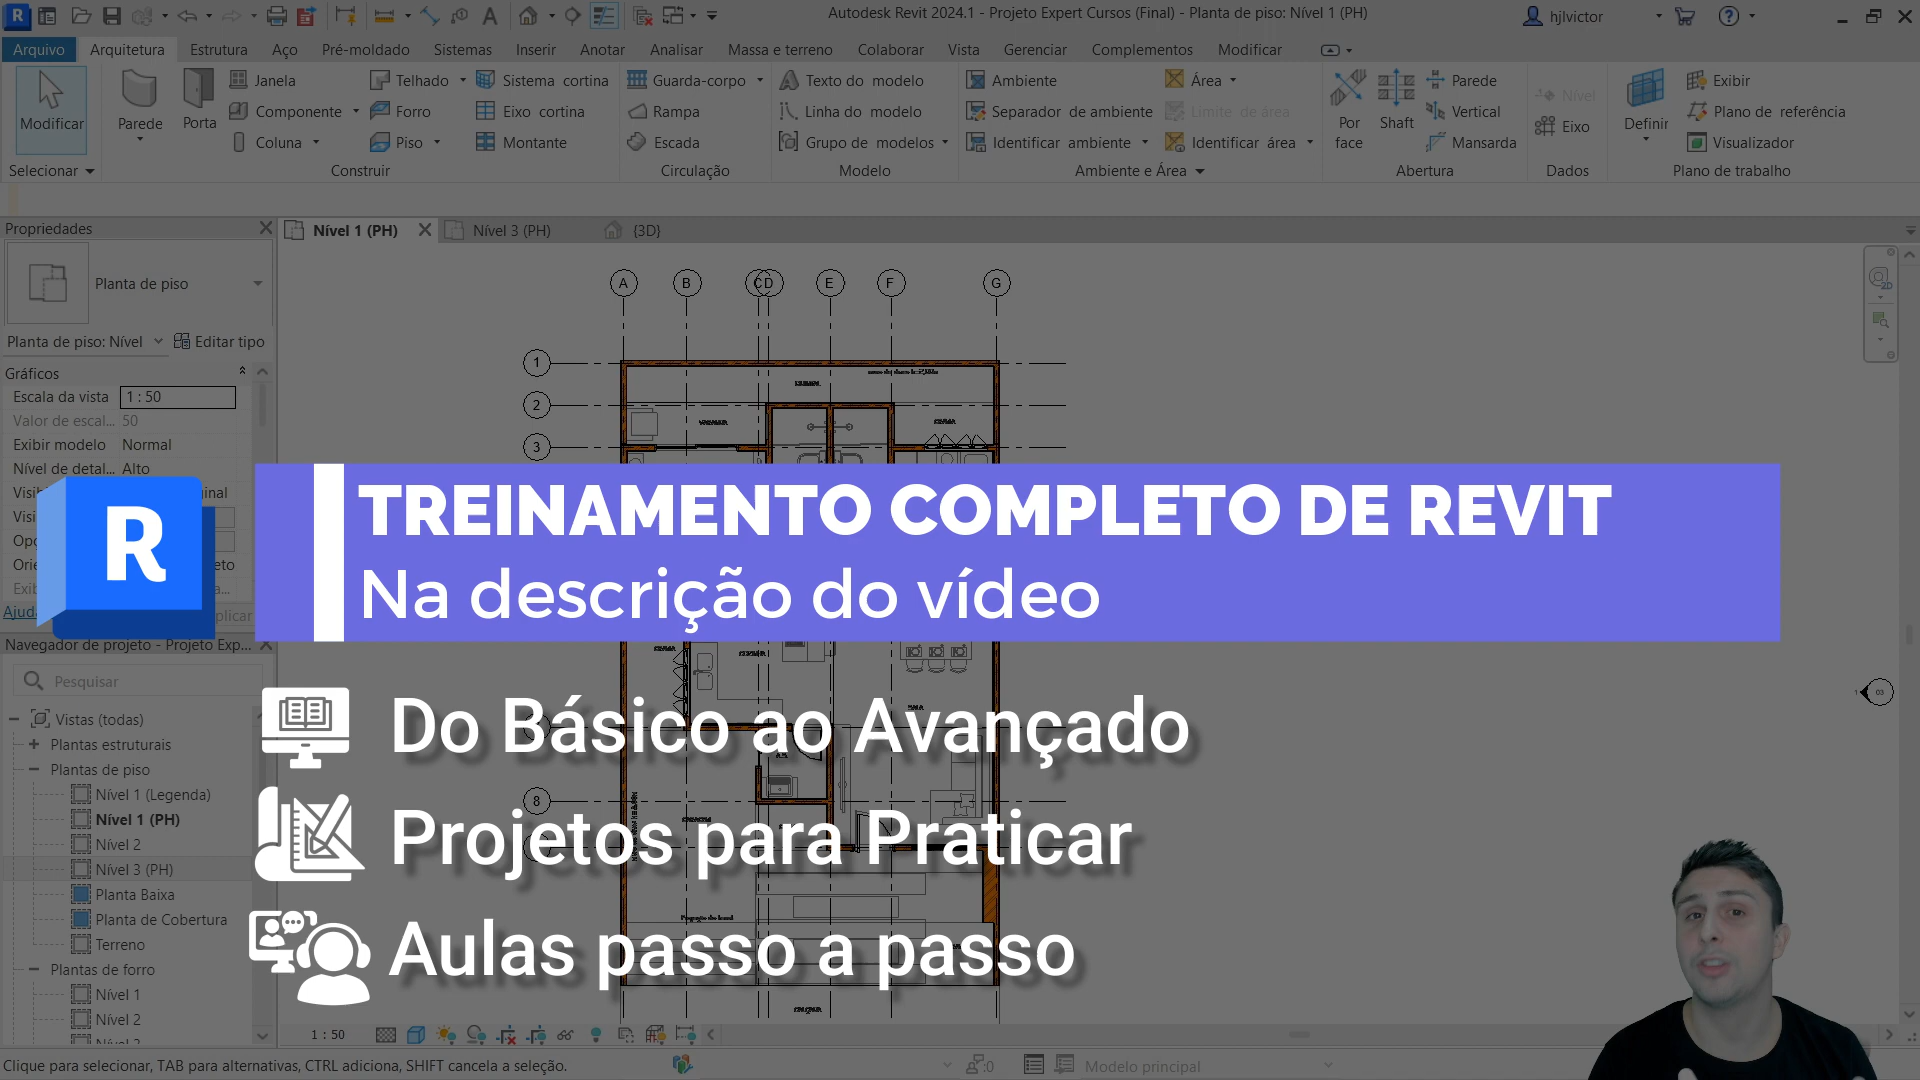 Autodesk Revit 2024.1 - Projeto Expert Cursos (Final) - Planta de piso: Nível 1 (PH)
hjlvictor
Arquivo Arquitetura Estrutura Aço Pré-moldado Sistemas Inserir Anotar Analisar Massa e terreno Colaborar Vista Gerenciar Complementos Modificar
Modificar
Parede
Porta
Janela
Componente
Coluna
Telhado
Forro
Piso
Sistema cortina
Eixo cortina
Montante
Guarda-corpo
Rampa
Escada
Texto do modelo
Linha do modelo
Grupo de modelos
Ambiente
Separador de ambiente
Identificar ambiente
Área
Limite de área
Identificar área
Por face
Shaft
Parede
Vertical
Mansarda
Nível
Eixo
Definir
Exibir
Plano de referência
Visualizador
Selecionar Construir Circulação Modelo Ambiente e Área Abertura Dados Plano de trabalho
Propriedades
Nível 1 (PH) Nível 3 (PH) {3D}
Planta de piso
Planta de piso: Nível
Editar tipo
Gráficos
Escala da vista 1 : 50
Valor de escal... 50
Exibir modelo Normal
Nível de detal... Alto
A B C D E F G
1
2
3
8
R
TREINAMENTO COMPLETO DE REVIT
Na descrição do vídeo
Navegador de projeto - Projeto Exp...
Pesquisar
Vistas (todas)
Plantas estruturais
Plantas de piso
Nível 1 (Legenda)
Nível 1 (PH)
Nível 2
Nível 3 (PH)
Planta Baixa
Planta de Cobertura
Terreno
Plantas de forro
Nível 1
Nível 2
Do Básico ao Avançado
Projetos para Praticar
Aulas passo a passo
1 : 50
Clique para selecionar, TAB para alternativas, CTRL adiciona, SHIFT cancela a seleção.
:0
Modelo principal